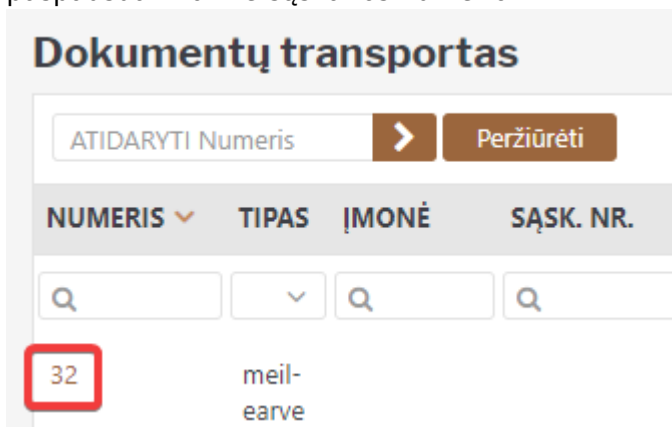 Dokumentų transportas
ATIDARYTI Numeris Peržiūrėti
NUMERIS TIPAS ĮMONĖ SĄSK. NR.
32 meil-
earve